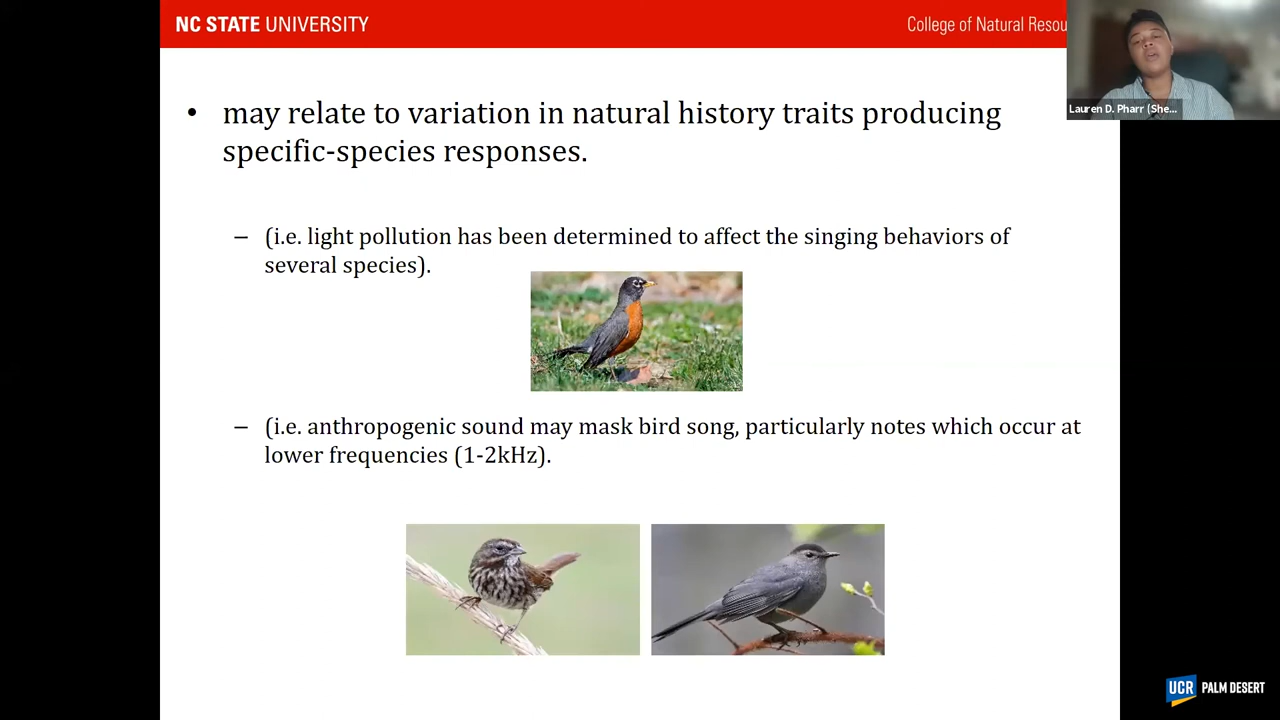 NC STATE UNIVERSITY
College of Natural Resou
Lauren D. Pharr (She...
• may relate to variation in natural history traits producing
specific-species responses.
– (i.e. light pollution has been determined to affect the singing behaviors of
several species).
– (i.e. anthropogenic sound may mask bird song, particularly notes which occur at
lower frequencies (1-2kHz).
UCR PALM DESERT